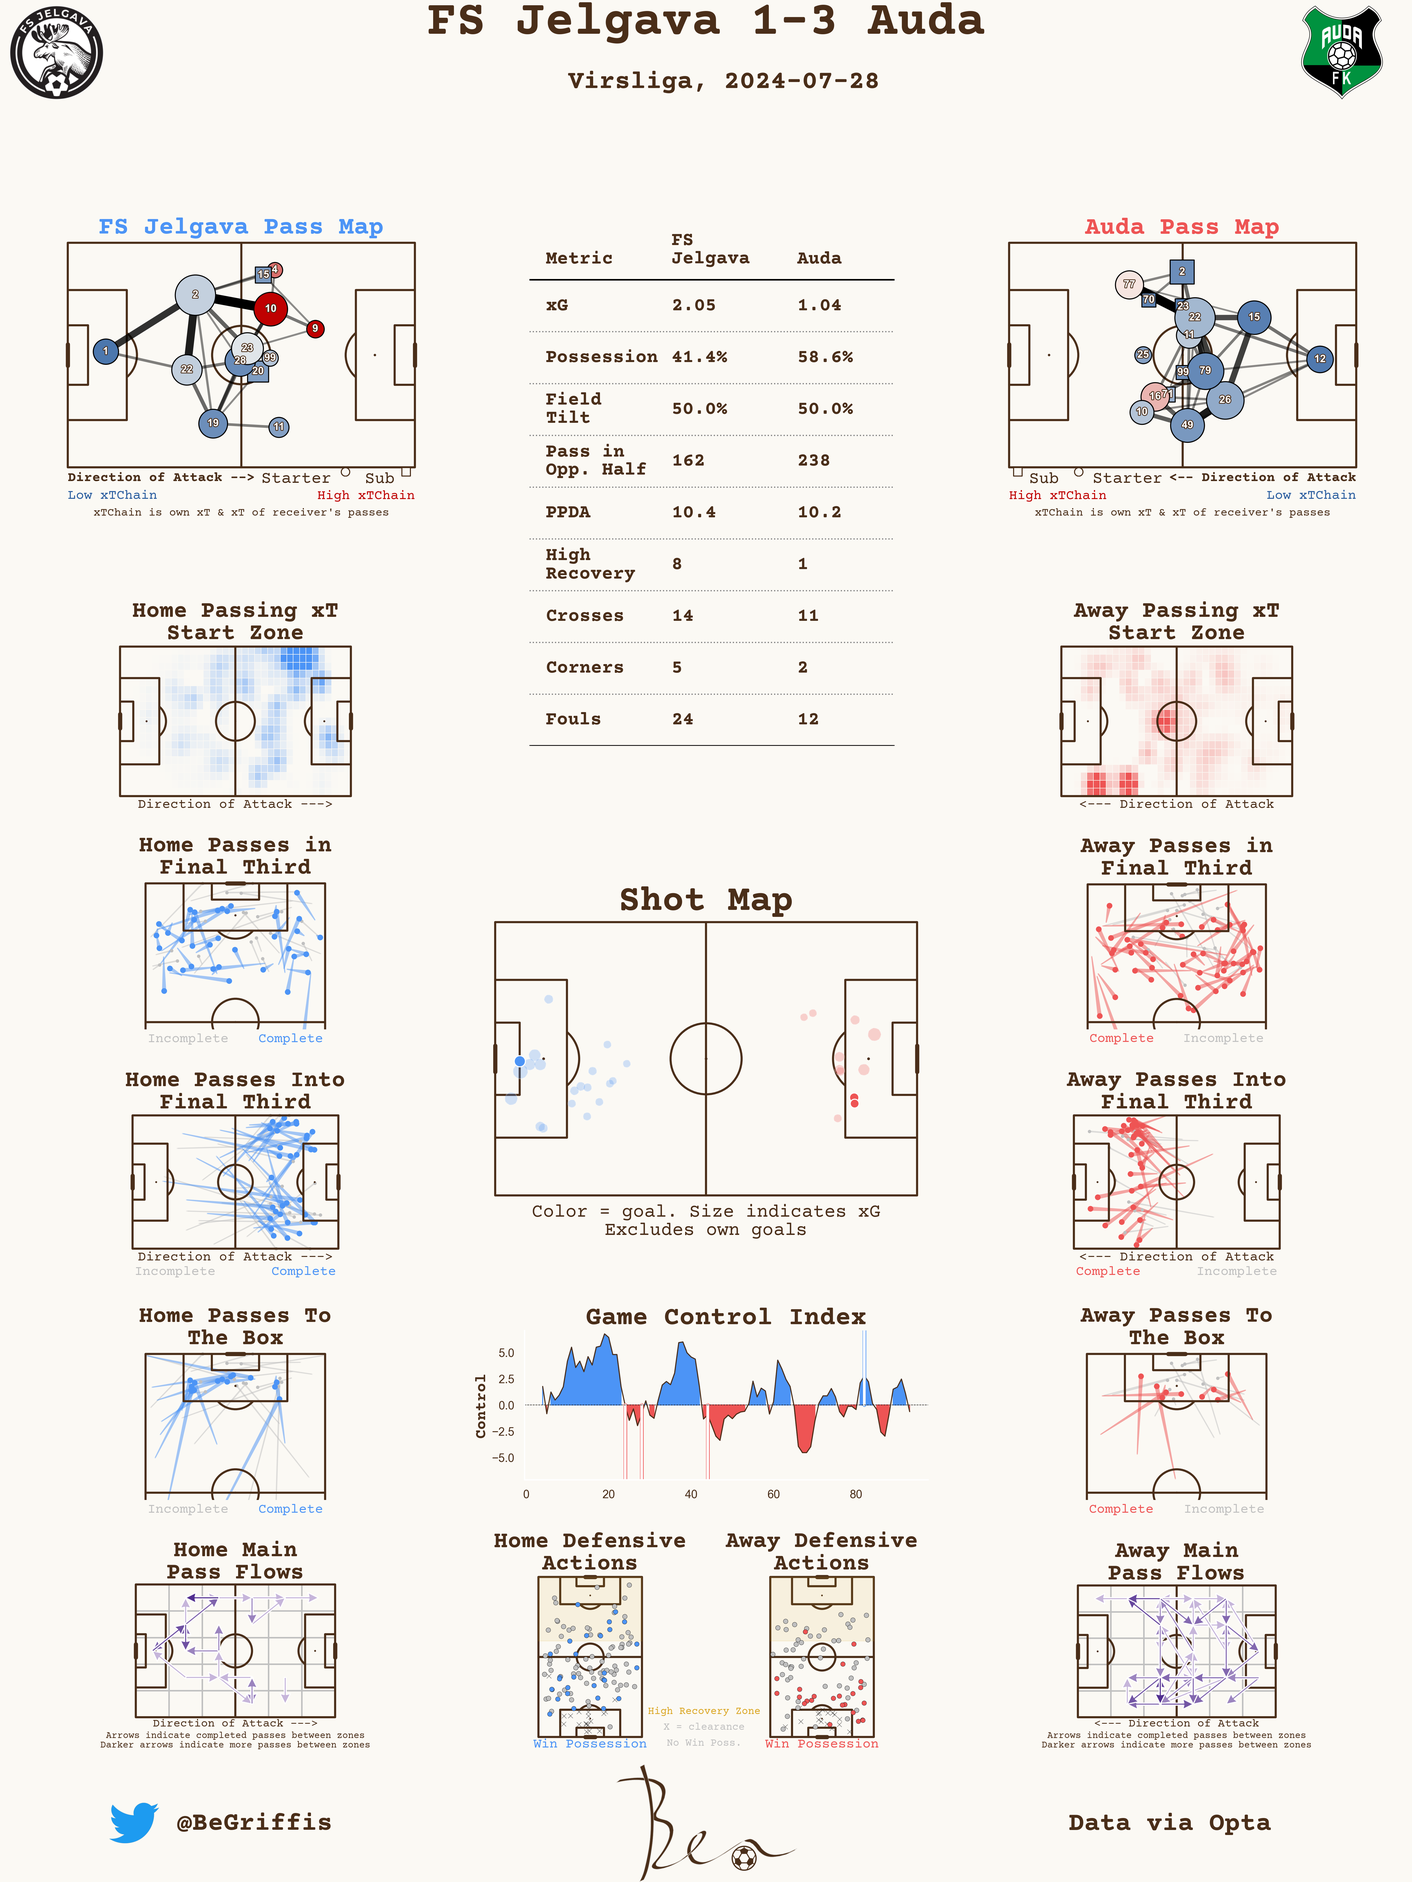 FS Jelgava 1-3 Auda
Virsliga, 2024-07-28
FS JELGAVA
AUDA
FK
FS Jelgava Pass Map
2
15
4
10
9
1
23
28
99
20
22
19
11
Direction of Attack --> Starter Sub
Low xTChain High xTChain
xTChain is own xT & xT of receiver's passes
Metric FS Jelgava Auda
xG 2.05 1.04
Possession 41.4% 58.6%
Field Tilt 50.0% 50.0%
Pass in Opp. Half 162 238
PPDA 10.4 10.2
High Recovery 8 1
Crosses 14 11
Corners 5 2
Fouls 24 12
Auda Pass Map
77
2
70
23
22
11
15
25
12
99
79
16
71
26
10
49
Sub Starter <-- Direction of Attack
High xTChain Low xTChain
xTChain is own xT & xT of receiver's passes
Home Passing xT
Start Zone
Direction of Attack --->
Away Passing xT
Start Zone
<--- Direction of Attack
Home Passes in
Final Third
Incomplete Complete
Away Passes in
Final Third
Complete Incomplete
Shot Map
Color = goal. Size indicates xG
Excludes own goals
Home Passes Into
Final Third
Direction of Attack --->
Incomplete Complete
Away Passes Into
Final Third
<--- Direction of Attack
Complete Incomplete
Home Passes To
The Box
Incomplete Complete
Game Control Index
Control
5.0
2.5
0.0
−2.5
−5.0
0 20 40 60 80
Away Passes To
The Box
Complete Incomplete
Home Main
Pass Flows
Direction of Attack --->
Arrows indicate completed passes between zones
Darker arrows indicate more passes between zones
Home Defensive
Actions
Win Possession
High Recovery Zone
X = clearance
No Win Poss.
Away Defensive
Actions
Win Possession
Away Main
Pass Flows
<--- Direction of Attack
Arrows indicate completed passes between zones
Darker arrows indicate more passes between zones
@BeGriffis
Ben
Data via Opta